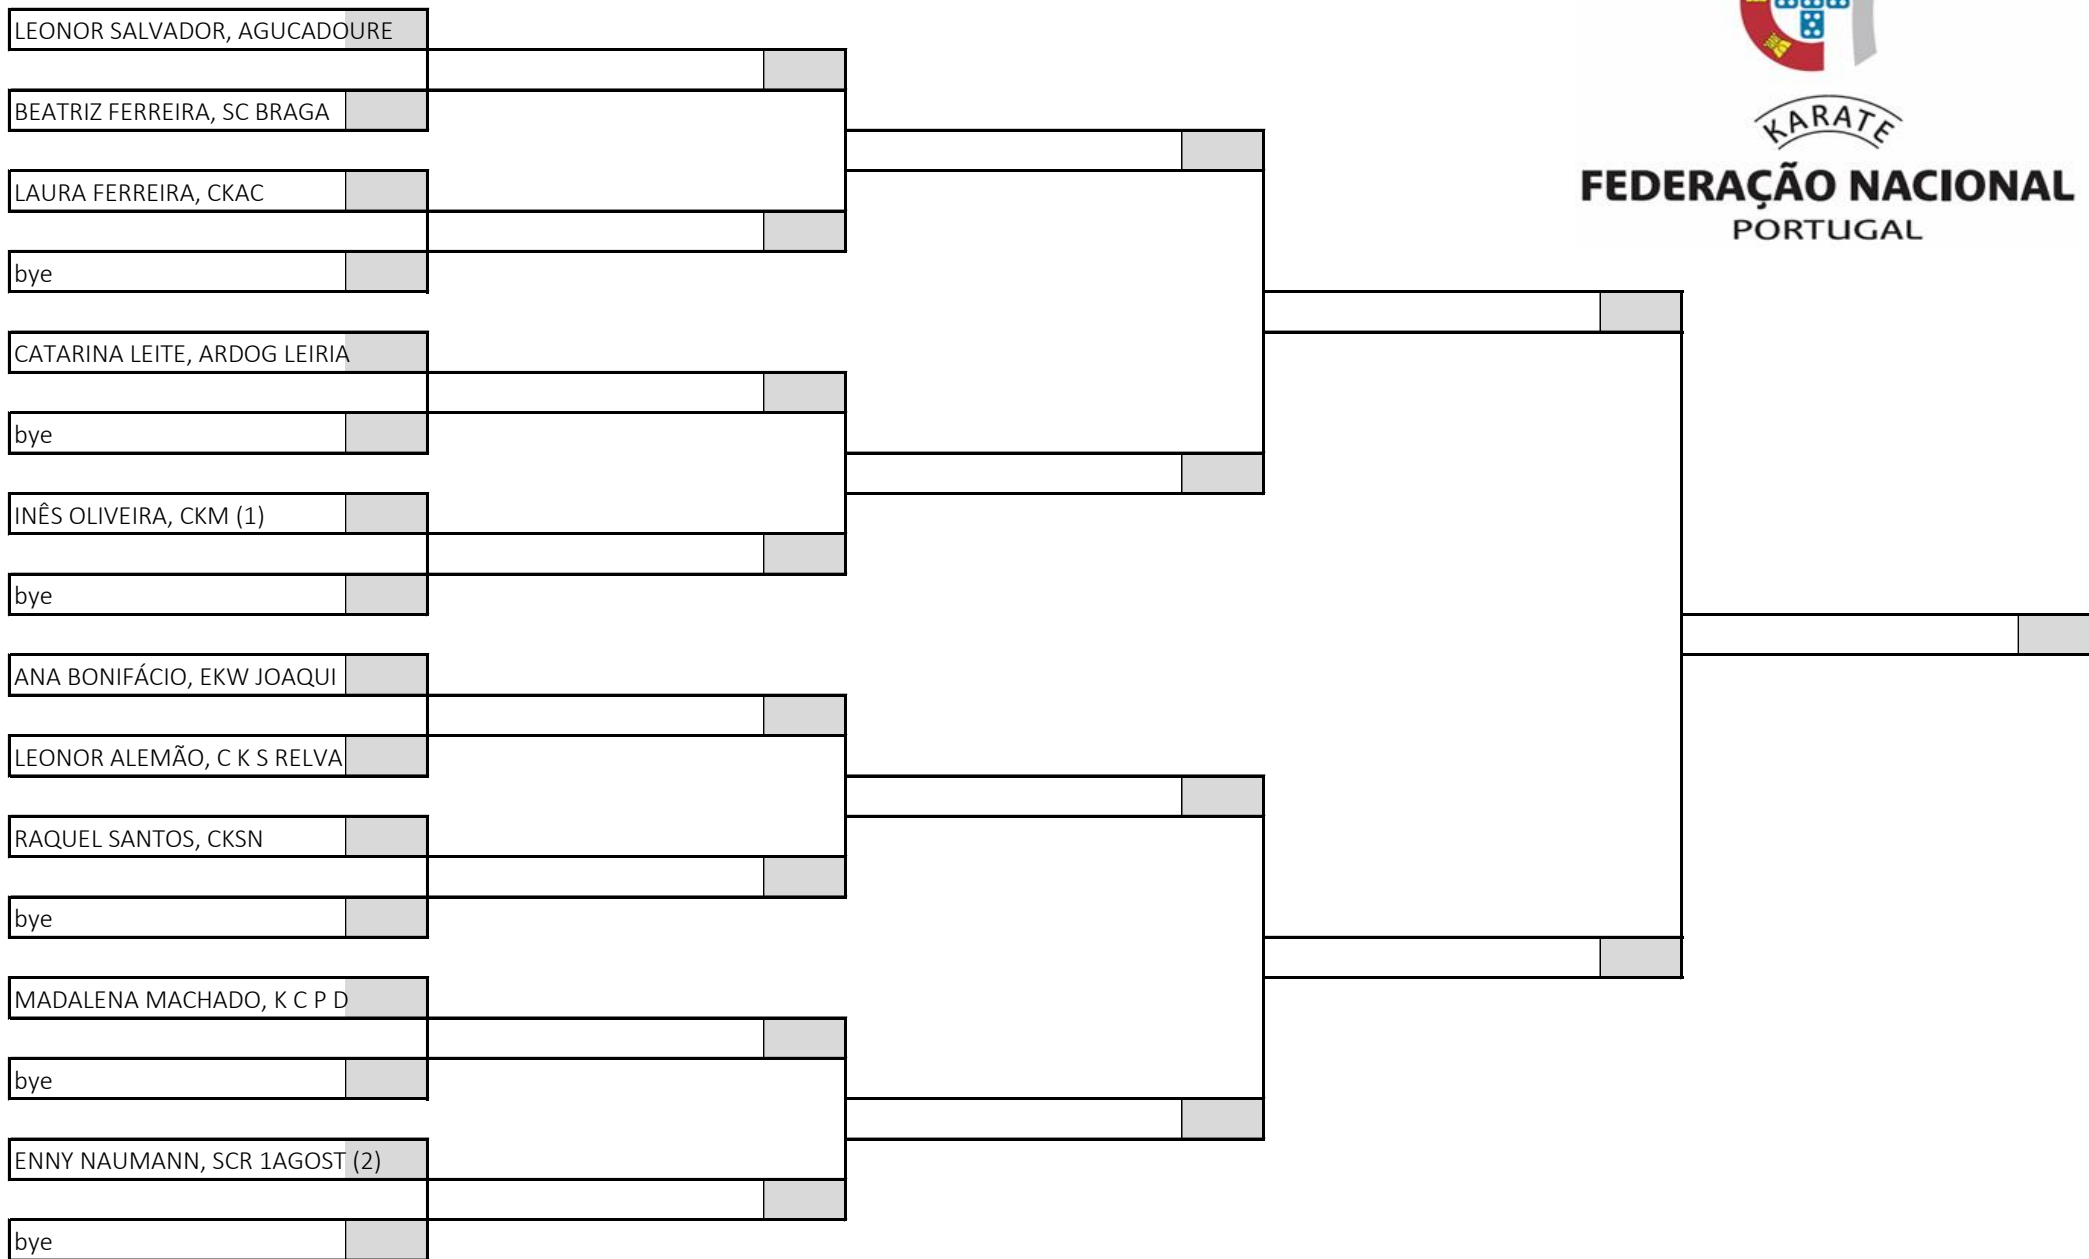 LEONOR SALVADOR, AGUCADOURE
BEATRIZ FERREIRA, SC BRAGA
LAURA FERREIRA, CKAC
bye
CATARINA LEITE, ARDOG LEIRIA
bye
INÊS OLIVEIRA, CKM (1)
bye
ANA BONIFÁCIO, EKW JOAQUI
LEONOR ALEMÃO, C K S RELVA
RAQUEL SANTOS, CKSN
bye
MADALENA MACHADO, K C P D
bye
ENNY NAUMANN, SCR 1AGOST (2)
bye
KARATE
FEDERAÇÃO NACIONAL
PORTUGAL